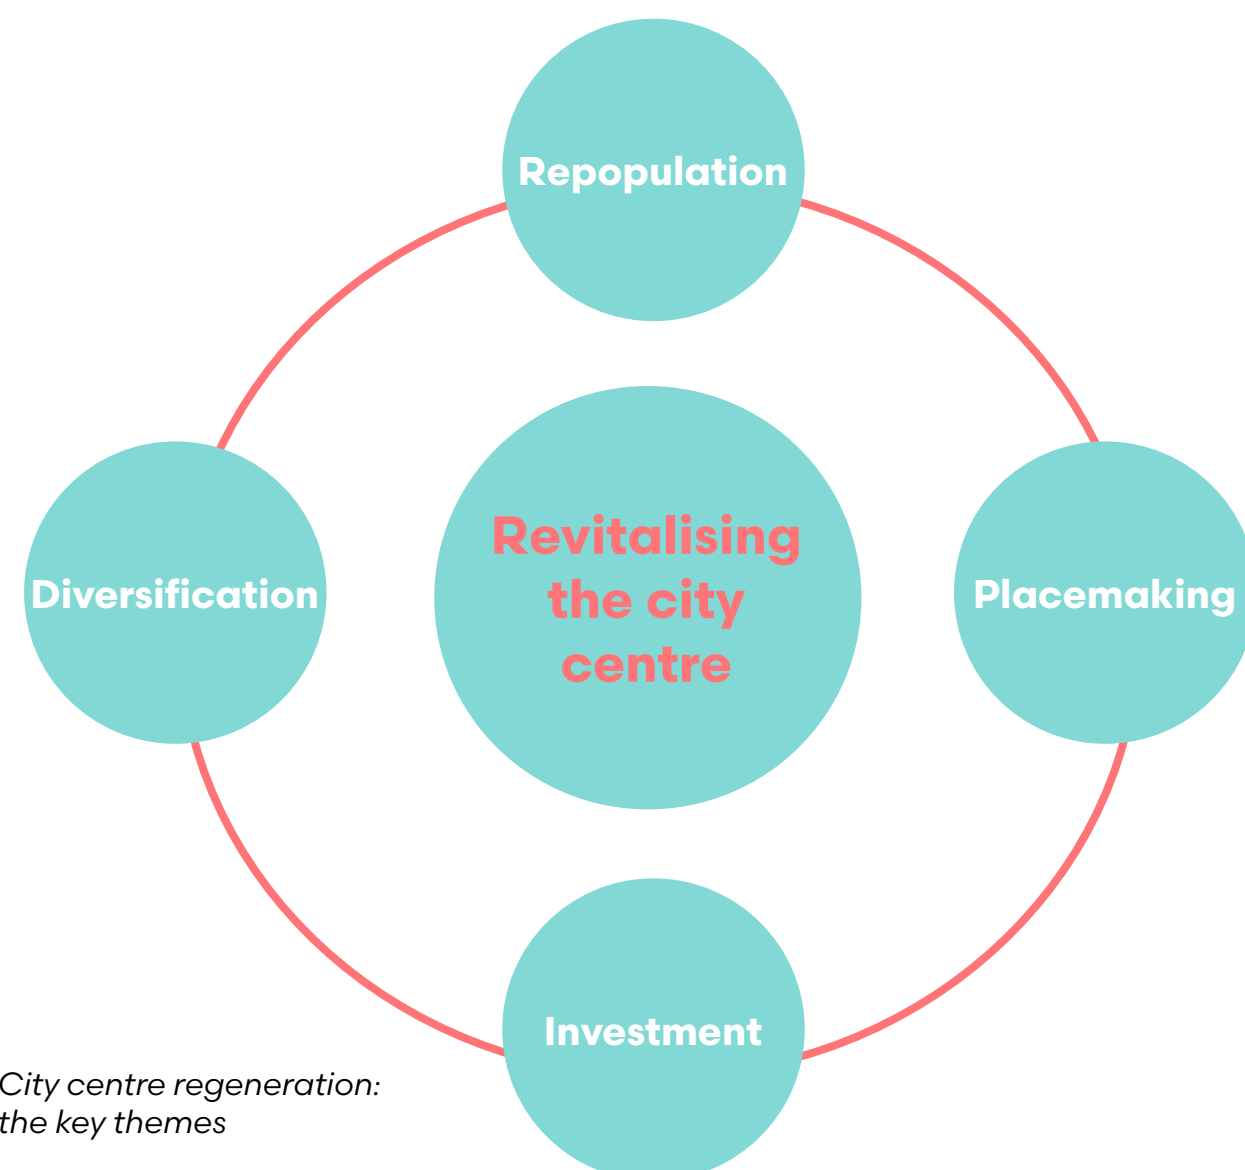 Repopulation
Diversification
Revitalising
the city
centre
Placemaking
Investment
City centre regeneration:
the key themes